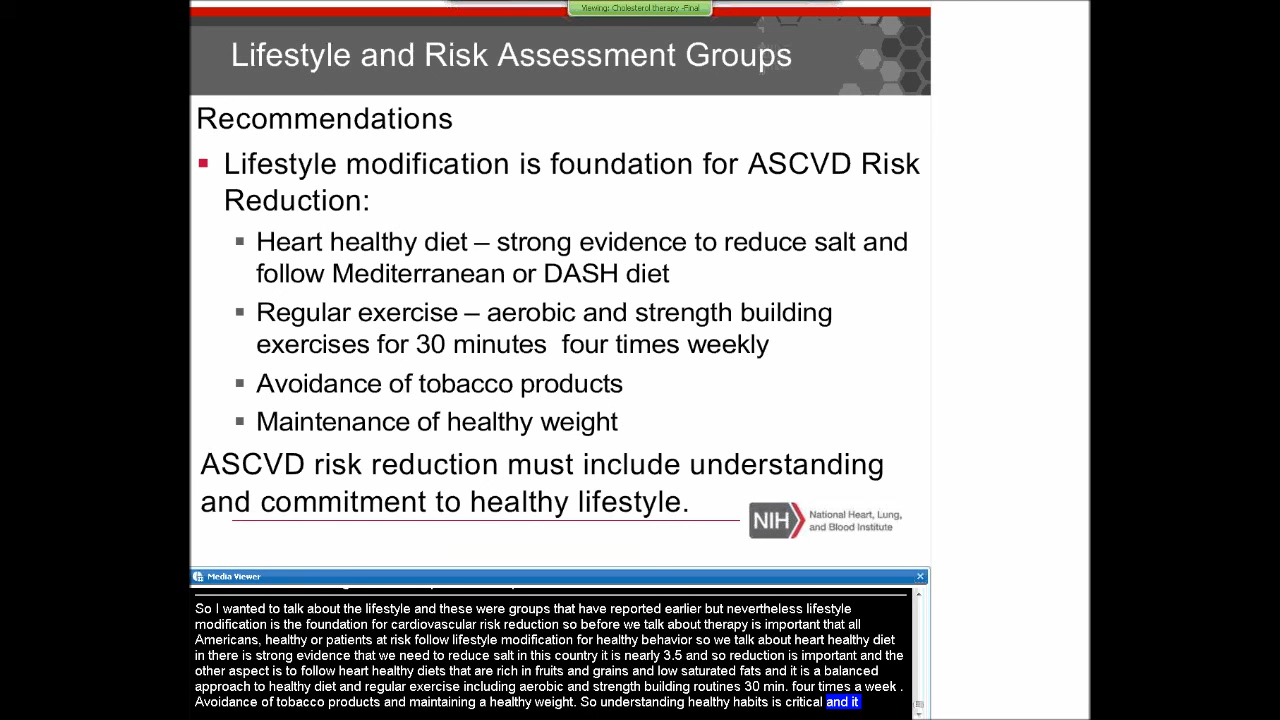 Viewing: Cholesterol therapy -Final
Lifestyle and Risk Assessment Groups
Recommendations
Lifestyle modification is foundation for ASCVD Risk
Reduction:
Heart healthy diet – strong evidence to reduce salt and
follow Mediterranean or DASH diet
Regular exercise – aerobic and strength building
exercises for 30 minutes four times weekly
Avoidance of tobacco products
Maintenance of healthy weight
ASCVD risk reduction must include understanding
and commitment to healthy lifestyle.
NIH
National Heart, Lung,
and Blood Institute
Media Viewer
So I wanted to talk about the lifestyle and these were groups that have reported earlier but nevertheless lifestyle
modification is the foundation for cardiovascular risk reduction so before we talk about therapy is important that all
Americans, healthy or patients at risk follow lifestyle modification for healthy behavior so we talk about heart healthy diet
in there is strong evidence that we need to reduce salt in this country it is nearly 3.5 and so reduction is important and the
other aspect is to follow heart healthy diets that are rich in fruits and grains and low saturated fats and it is a balanced
approach to healthy diet and regular exercise including aerobic and strength building routines 30 min. four times a week .
Avoidance of tobacco products and maintaining a healthy weight. So understanding healthy habits is critical and it